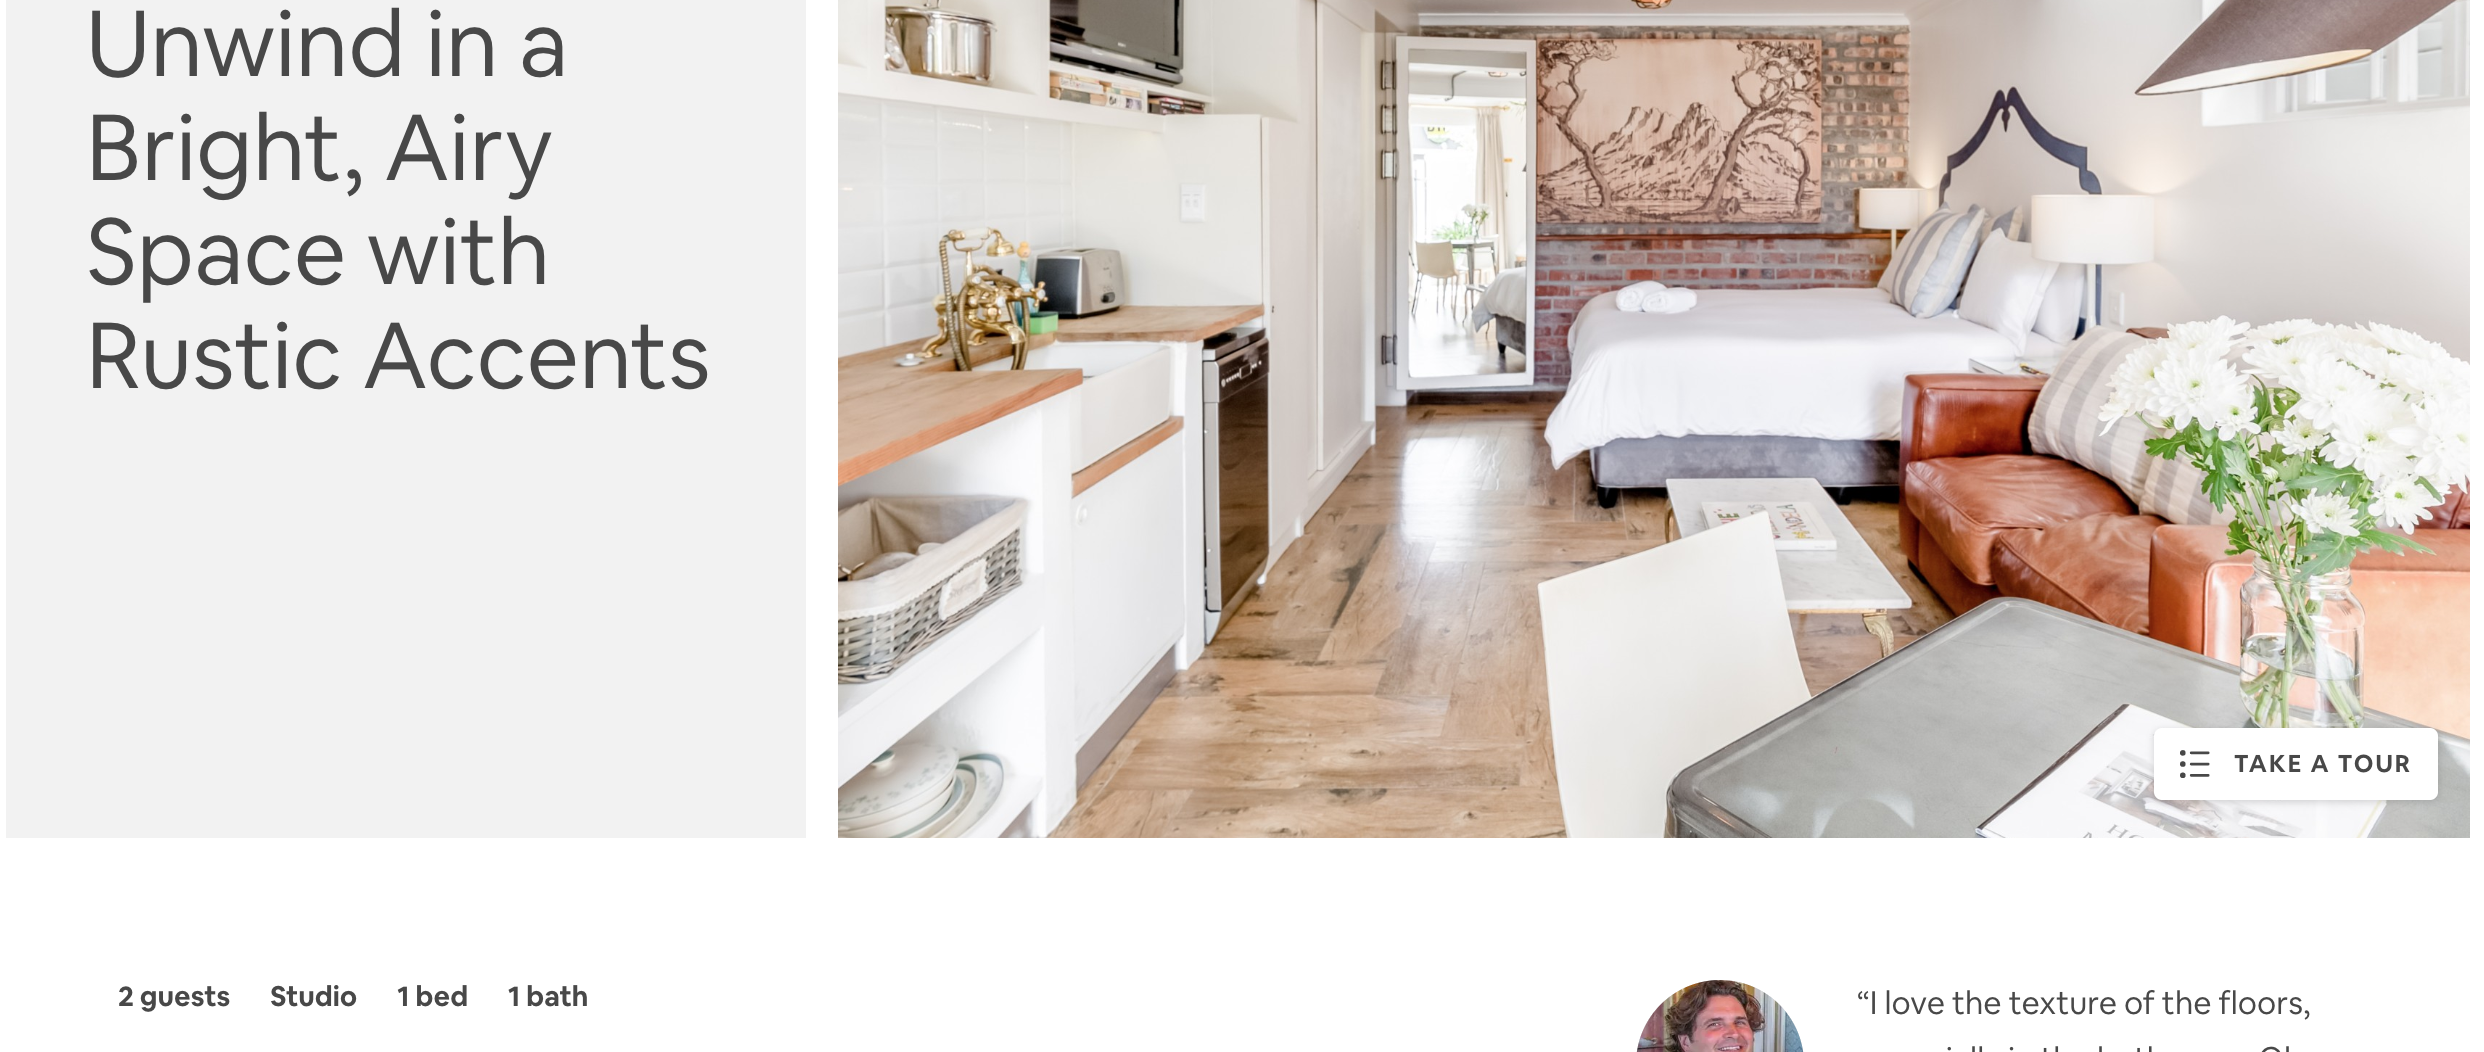 Unwind in a
Bright, Airy
Space with
Rustic Accents
TAKE A TOUR
2 guests Studio 1 bed 1 bath
“I love the texture of the floors,